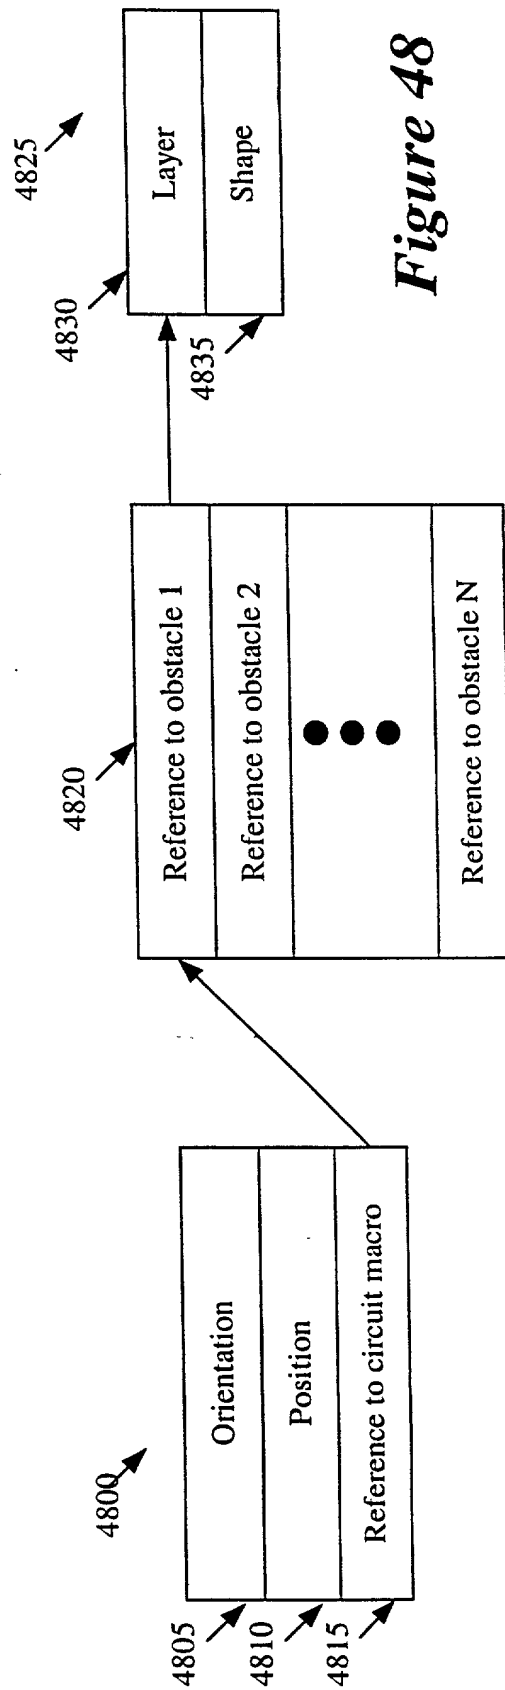 4800
4805
Orientation
4810
Position
4815
Reference to circuit macro
4820
Reference to obstacle 1
Reference to obstacle 2
Reference to obstacle N
4825
4830
Layer
4835
Shape
Figure 48